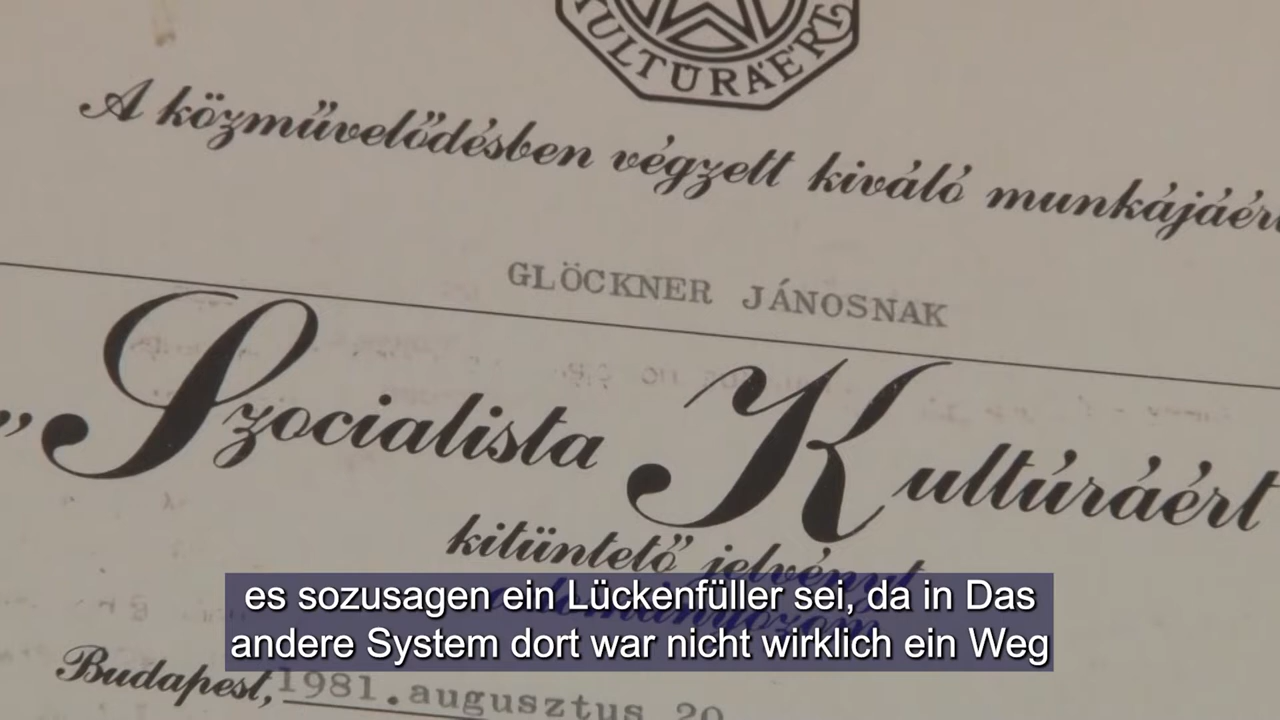 KULTÚRÁÉRT
A közművelődésben végzett kiváló munkájáért
GLÖCKNER JÁNOSNAK
„Szocialista Kultúráért
kitüntető jelvényt
adományozom
es sozusagen ein Lückenfüller sei, da in Das
andere System dort war nicht wirklich ein Weg
Budapest, 1981. augusztus 20